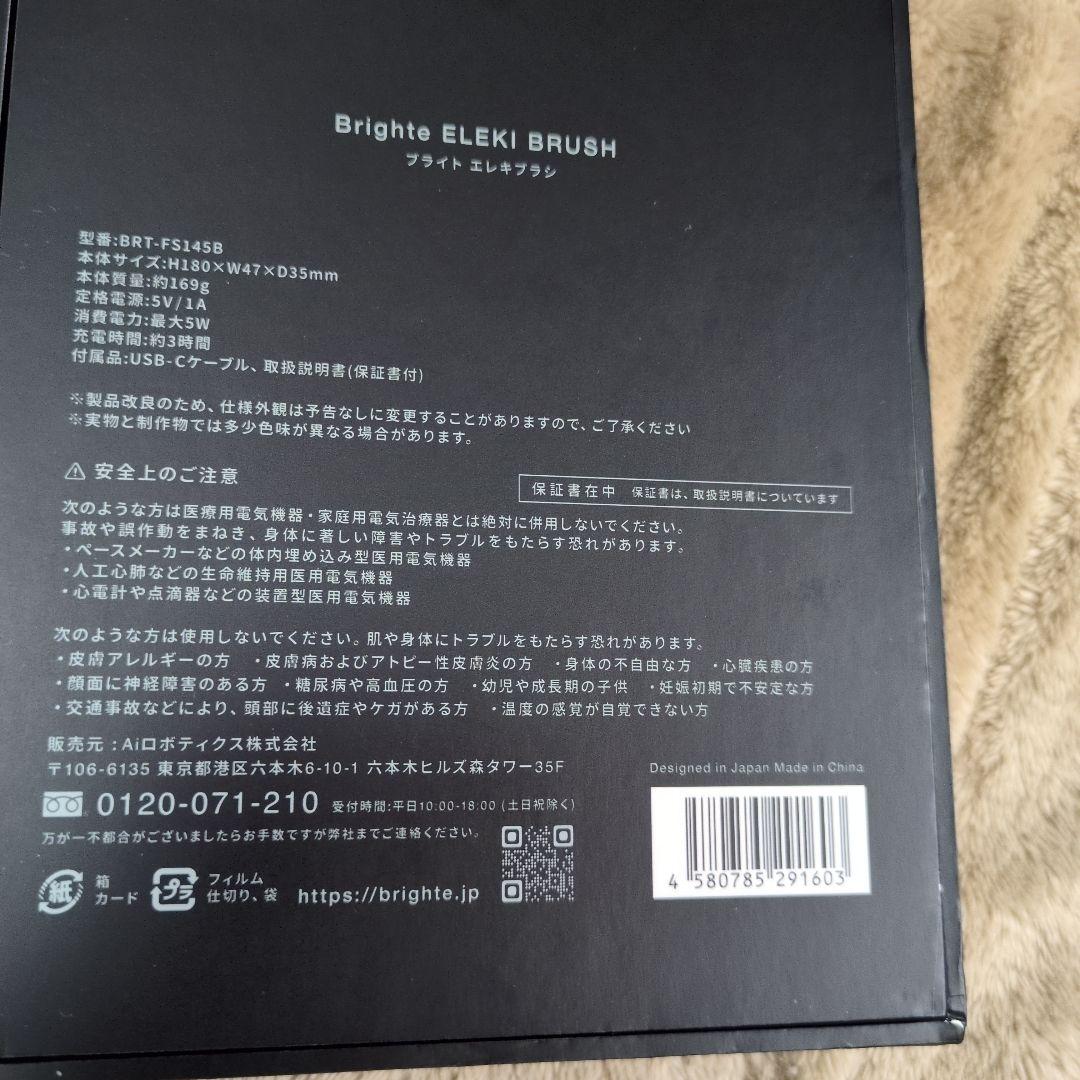 Brighte ELEKI BRUSH
ブライト エレキブラシ
型番:BRT-FS145B
本体サイズ:H180×W47×D35mm
本体質量:約169g
定格電源:5V/1A
消費電力:最大5W
充電時間:約3時間
付属品:USB-Cケーブル、取扱説明書(保証書付)
※製品改良のため、仕様外観は予告なしに変更することがありますので、ご了承ください
※実物と制作物では多少色味が異なる場合があります。
⚠ 安全上のご注意
保証書在中 保証書は、取扱説明書についています
次のような方は医療用電気機器・家庭用電気治療器とは絶対に併用しないでください。
事故や誤作動をまねき、身体に著しい障害やトラブルをもたらす恐れがあります。
・ペースメーカーなどの体内埋め込み型医用電気機器
・人工心肺などの生命維持用医用電気機器
・心電計や点滴器などの装置型医用電気機器
次のような方は使用しないでください。肌や身体にトラブルをもたらす恐れがあります。
・皮膚アレルギーの方 ・皮膚病およびアトピー性皮膚炎の方 ・身体の不自由な方 ・心臓疾患の方
・顔面に神経障害のある方 ・糖尿病や高血圧の方 ・幼児や成長期の子供 ・妊娠初期で不安定な方
・交通事故などにより、頭部に後遺症やケガがある方 ・温度の感覚が自覚できない方
販売元:Aiロボティクス株式会社
〒106-6135 東京都港区六本木6-10-1 六本木ヒルズ森タワー35F
0120-071-210 受付時間:平日10:00-18:00 (土日祝除く)
万が一不都合がございましたらお手数ですが弊社までご連絡ください。
紙 箱 カード プラ フィルム 仕切り、袋 https://brighte.jp
Designed in Japan Made in China
4 580785 291603